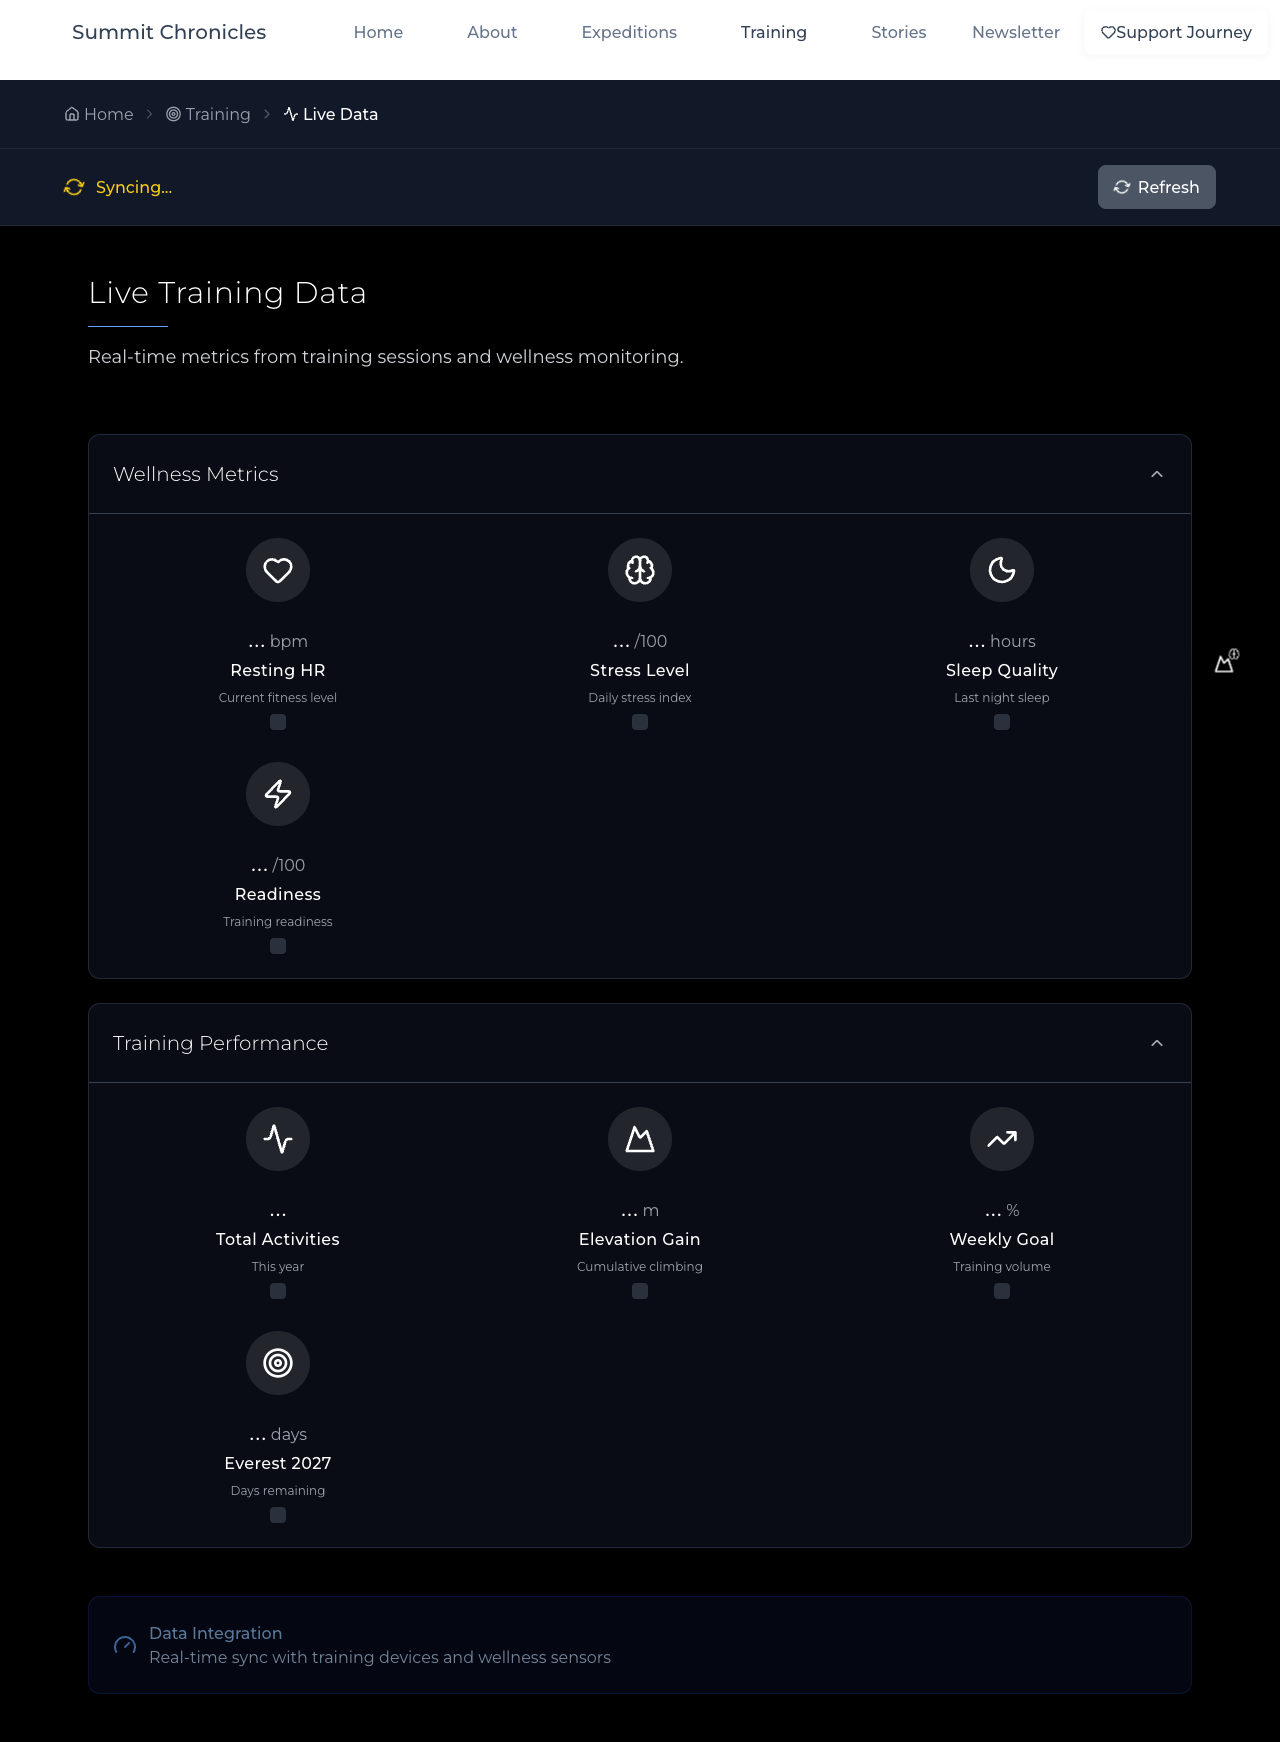 Summit Chronicles
Home
About
Expeditions
Training
Stories
Newsletter
Support Journey
Home
Training
Live Data
Syncing...
Refresh
Live Training Data
Real-time metrics from training sessions and wellness monitoring.
Wellness Metrics
... bpm
Resting HR
Current fitness level
... /100
Stress Level
Daily stress index
... hours
Sleep Quality
Last night sleep
... /100
Readiness
Training readiness
Training Performance
...
Total Activities
This year
... m
Elevation Gain
Cumulative climbing
... %
Weekly Goal
Training volume
... days
Everest 2027
Days remaining
Data Integration
Real-time sync with training devices and wellness sensors